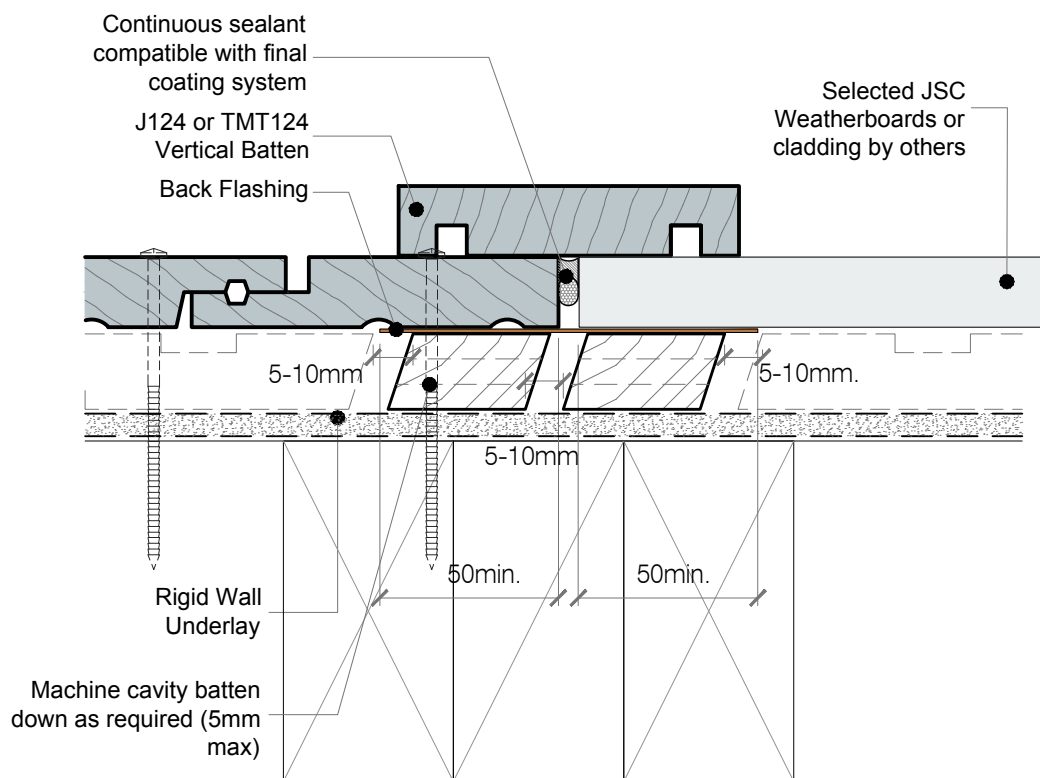 Continuous sealant
compatible with final
coating system
J124 or TMT124
Vertical Batten
Back Flashing
Selected JSC
Weatherboards or
cladding by others
5-10mm
5-10mm.
5-10mm
50min.
50min.
Rigid Wall
Underlay
Machine cavity batten
down as required (5mm
max)